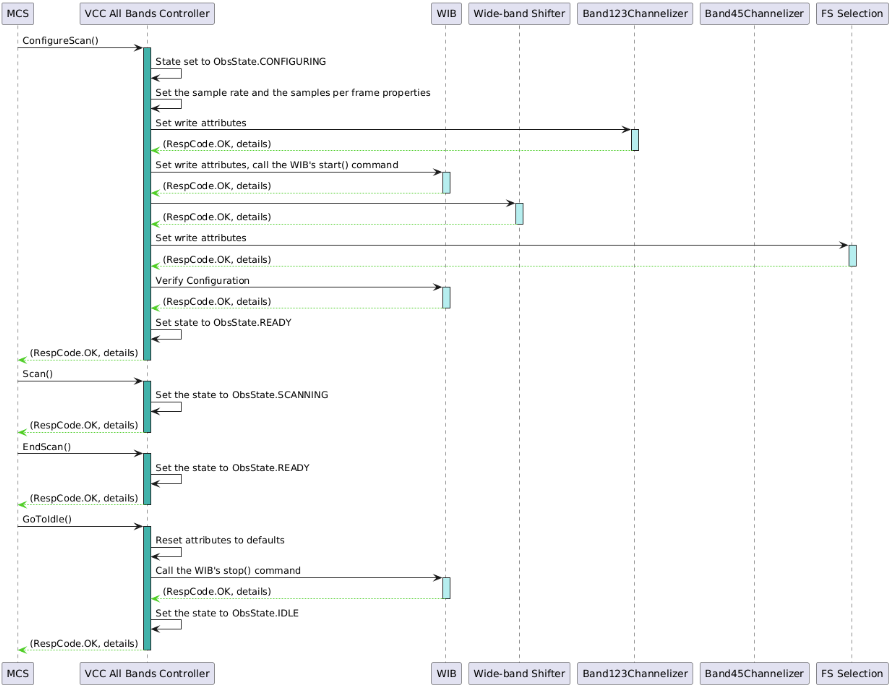 MCS VCC All Bands Controller WIB Wide-band Shifter Band123Channelizer Band45Channelizer FS Selection
ConfigureScan()
State set to ObsState.CONFIGURING
Set the sample rate and the samples per frame properties
Set write attributes
(RespCode.OK, details)
Set write attributes, call the WIB's start() command
(RespCode.OK, details)
(RespCode.OK, details)
Set write attributes
(RespCode.OK, details)
Verify Configuration
(RespCode.OK, details)
Set state to ObsState.READY
(RespCode.OK, details)
Scan()
Set the state to ObsState.SCANNING
(RespCode.OK, details)
EndScan()
Set the state to ObsState.READY
(RespCode.OK, details)
GoToIdle()
Reset attributes to defaults
Call the WIB's stop() command
(RespCode.OK, details)
Set the state to ObsState.IDLE
(RespCode.OK, details)
MCS VCC All Bands Controller WIB Wide-band Shifter Band123Channelizer Band45Channelizer FS Selection